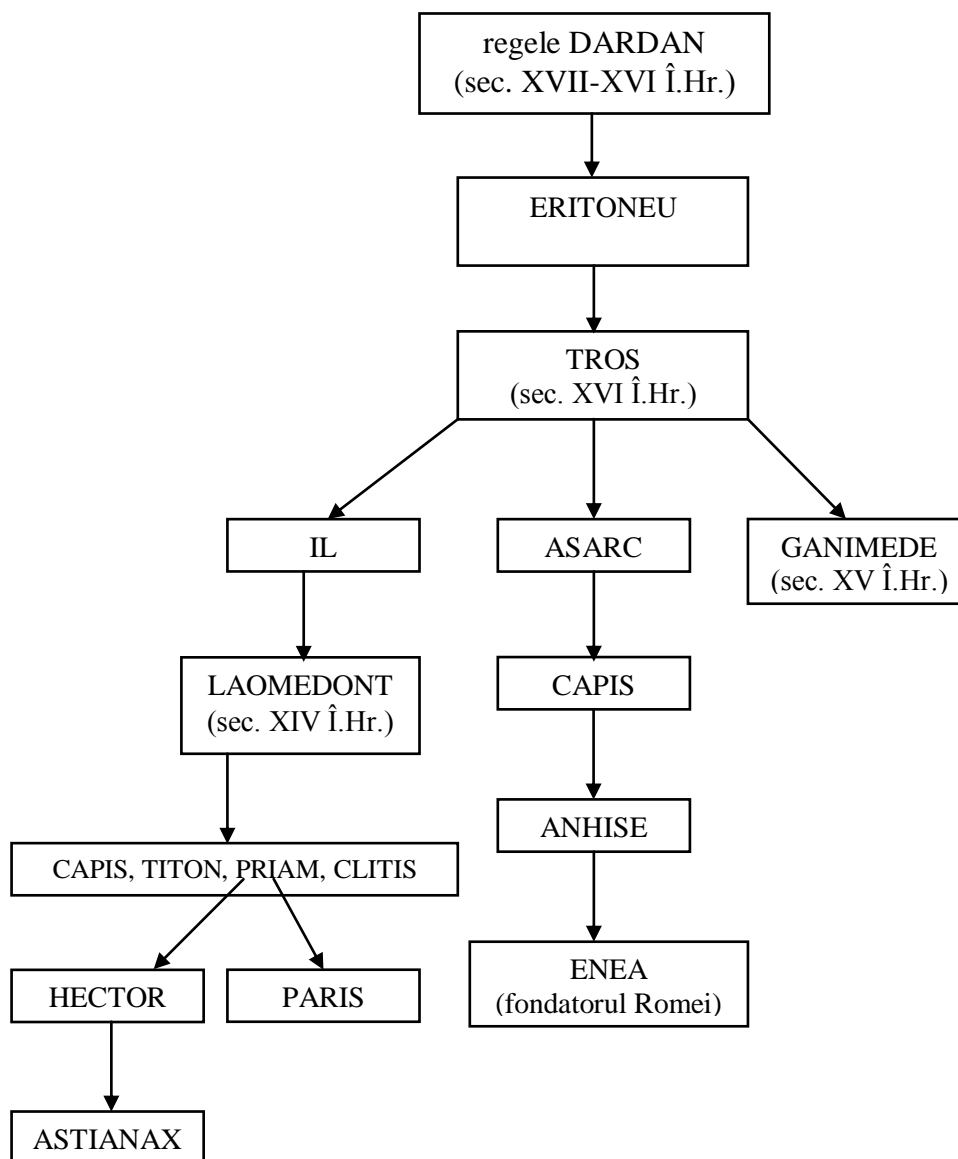 regele DARDAN
(sec. XVII-XVI Î.Hr.)
ERITONEU
TROS
(sec. XVI Î.Hr.)
IL
ASARC
GANIMEDE
(sec. XV Î.Hr.)
LAOMEDONT
(sec. XIV Î.Hr.)
CAPIS
ANHISE
CAPIS, TITON, PRIAM, CLITIS
HECTOR
PARIS
ENEA
(fondatorul Romei)
ASTIANAX